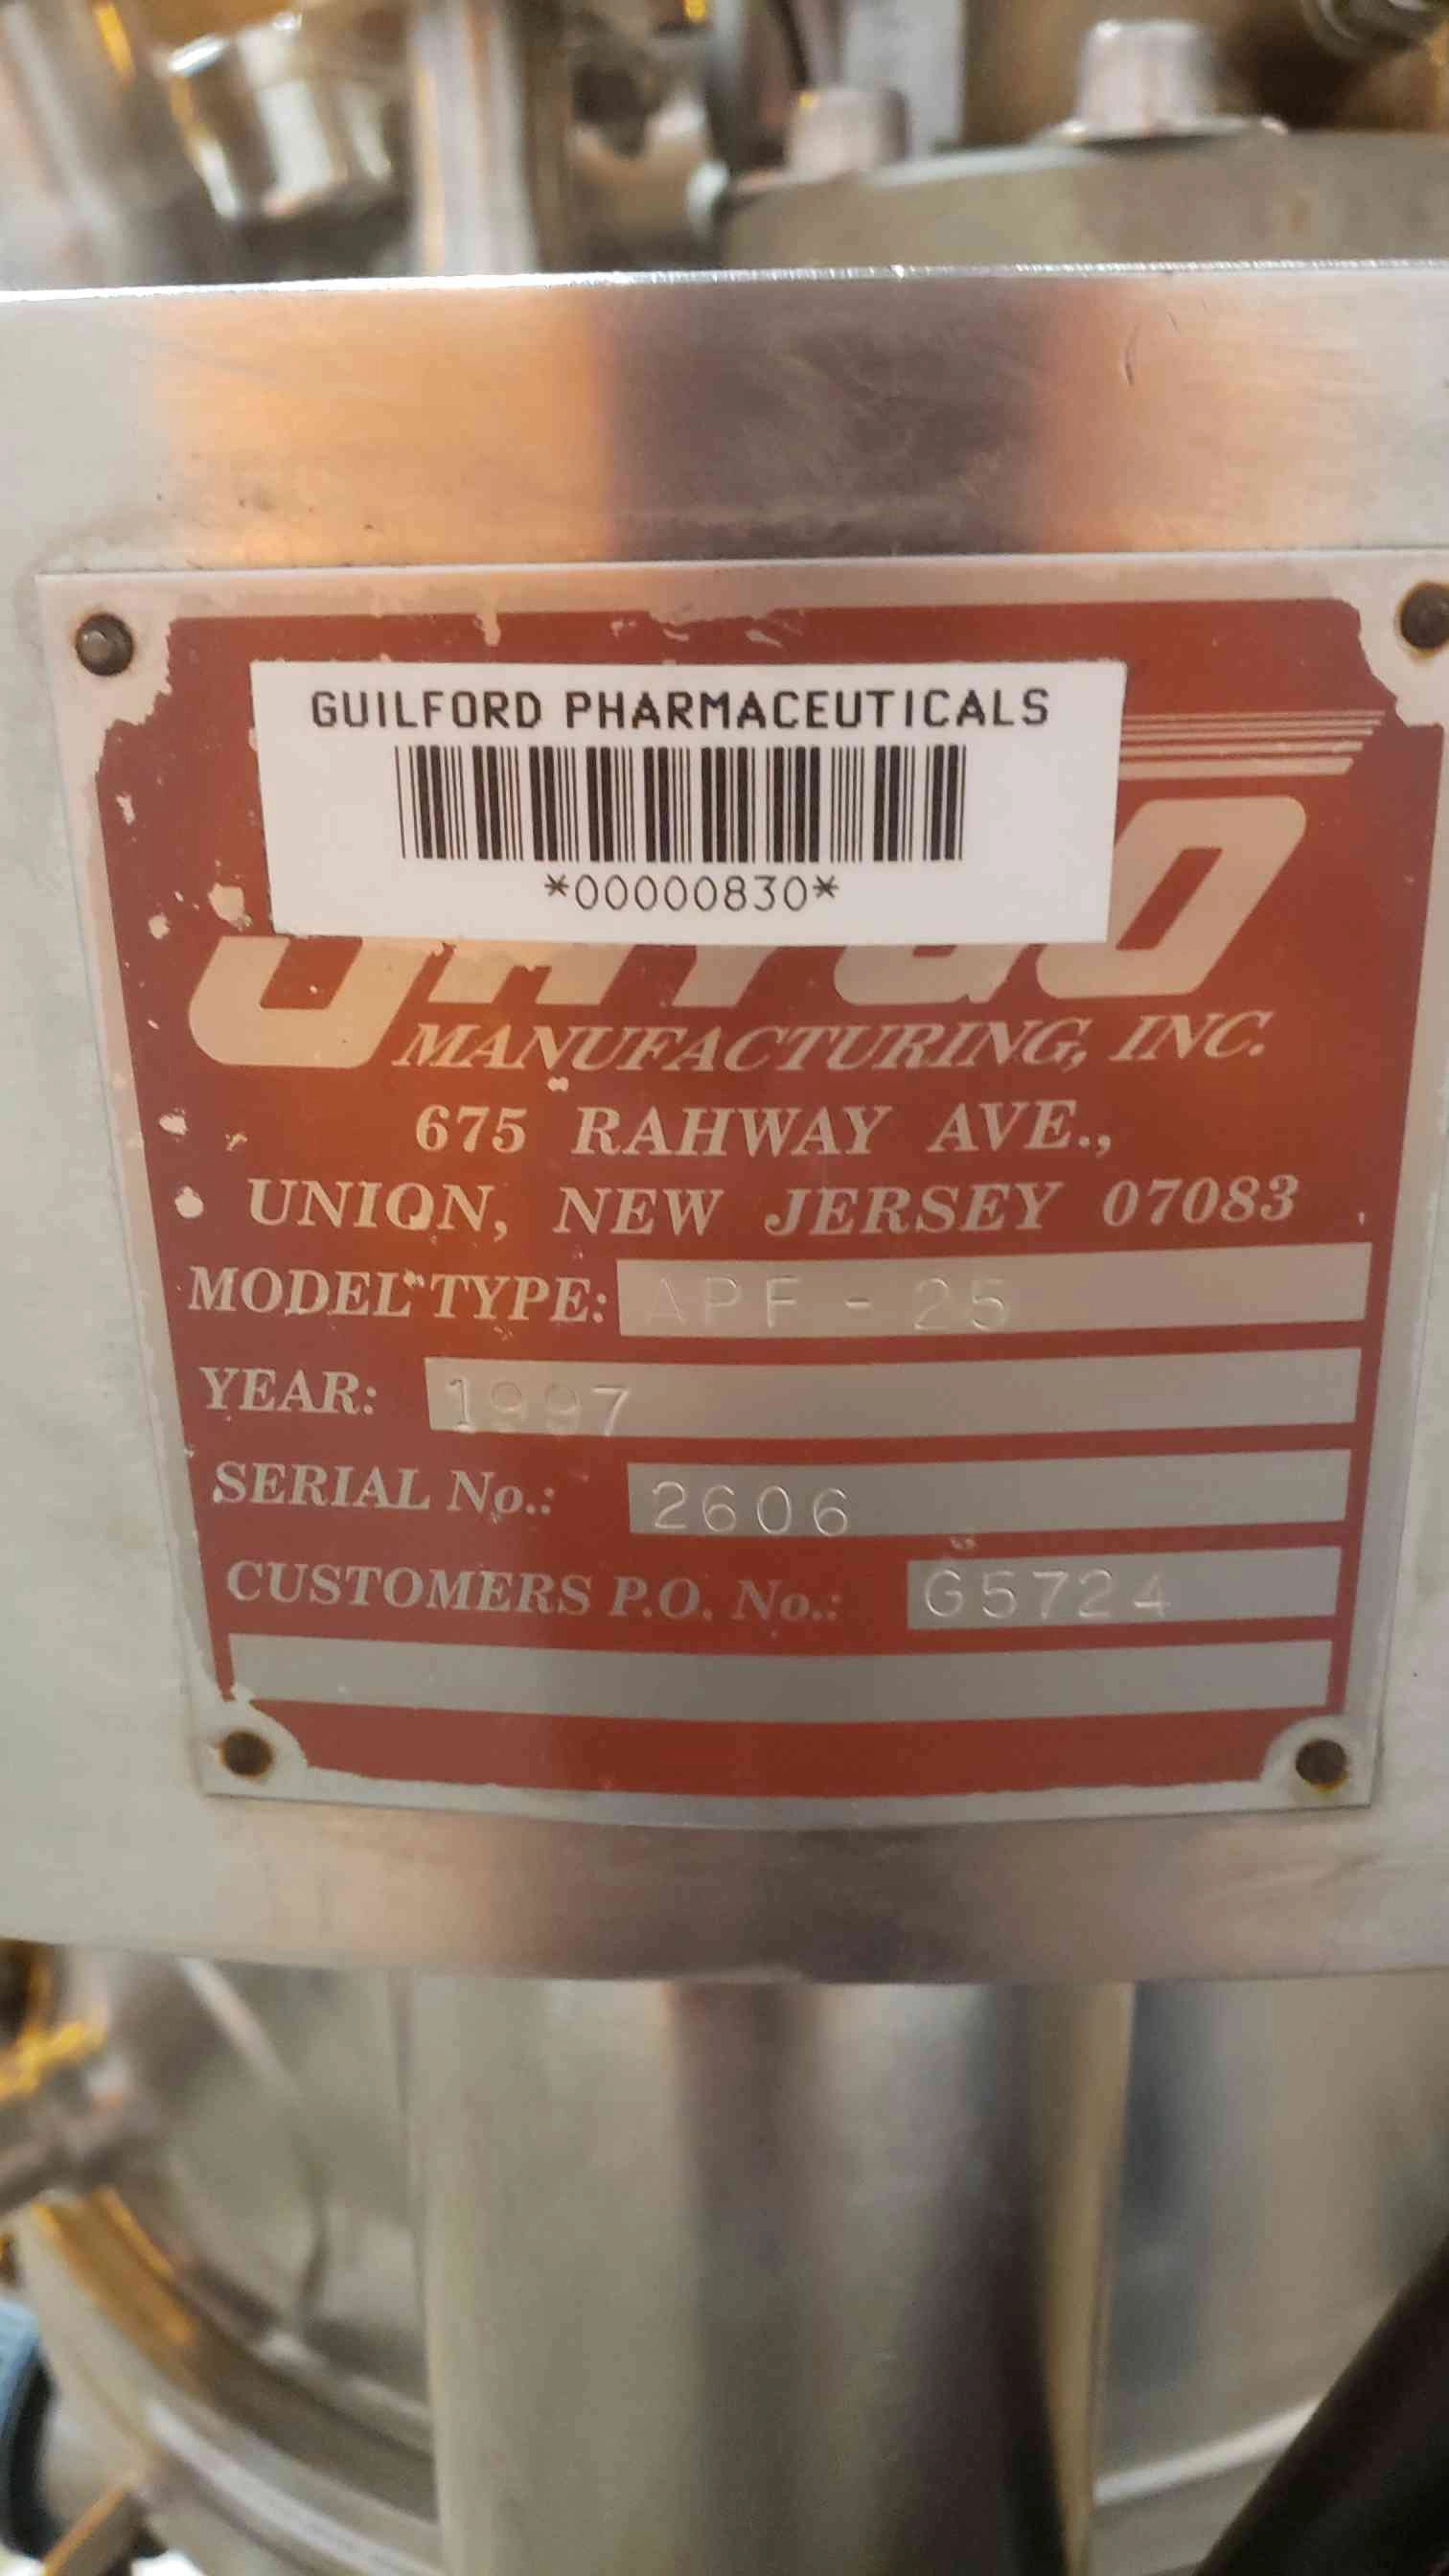 GUILFORD PHARMACEUTICALS
*00000830*
JAYGO
MANUFACTURING, INC.
675 RAHWAY AVE.,
UNION, NEW JERSEY 07083
MODEL TYPE: APF - 25
YEAR: 1997
SERIAL No.: 2606
CUSTOMERS P.O. No.: G5724